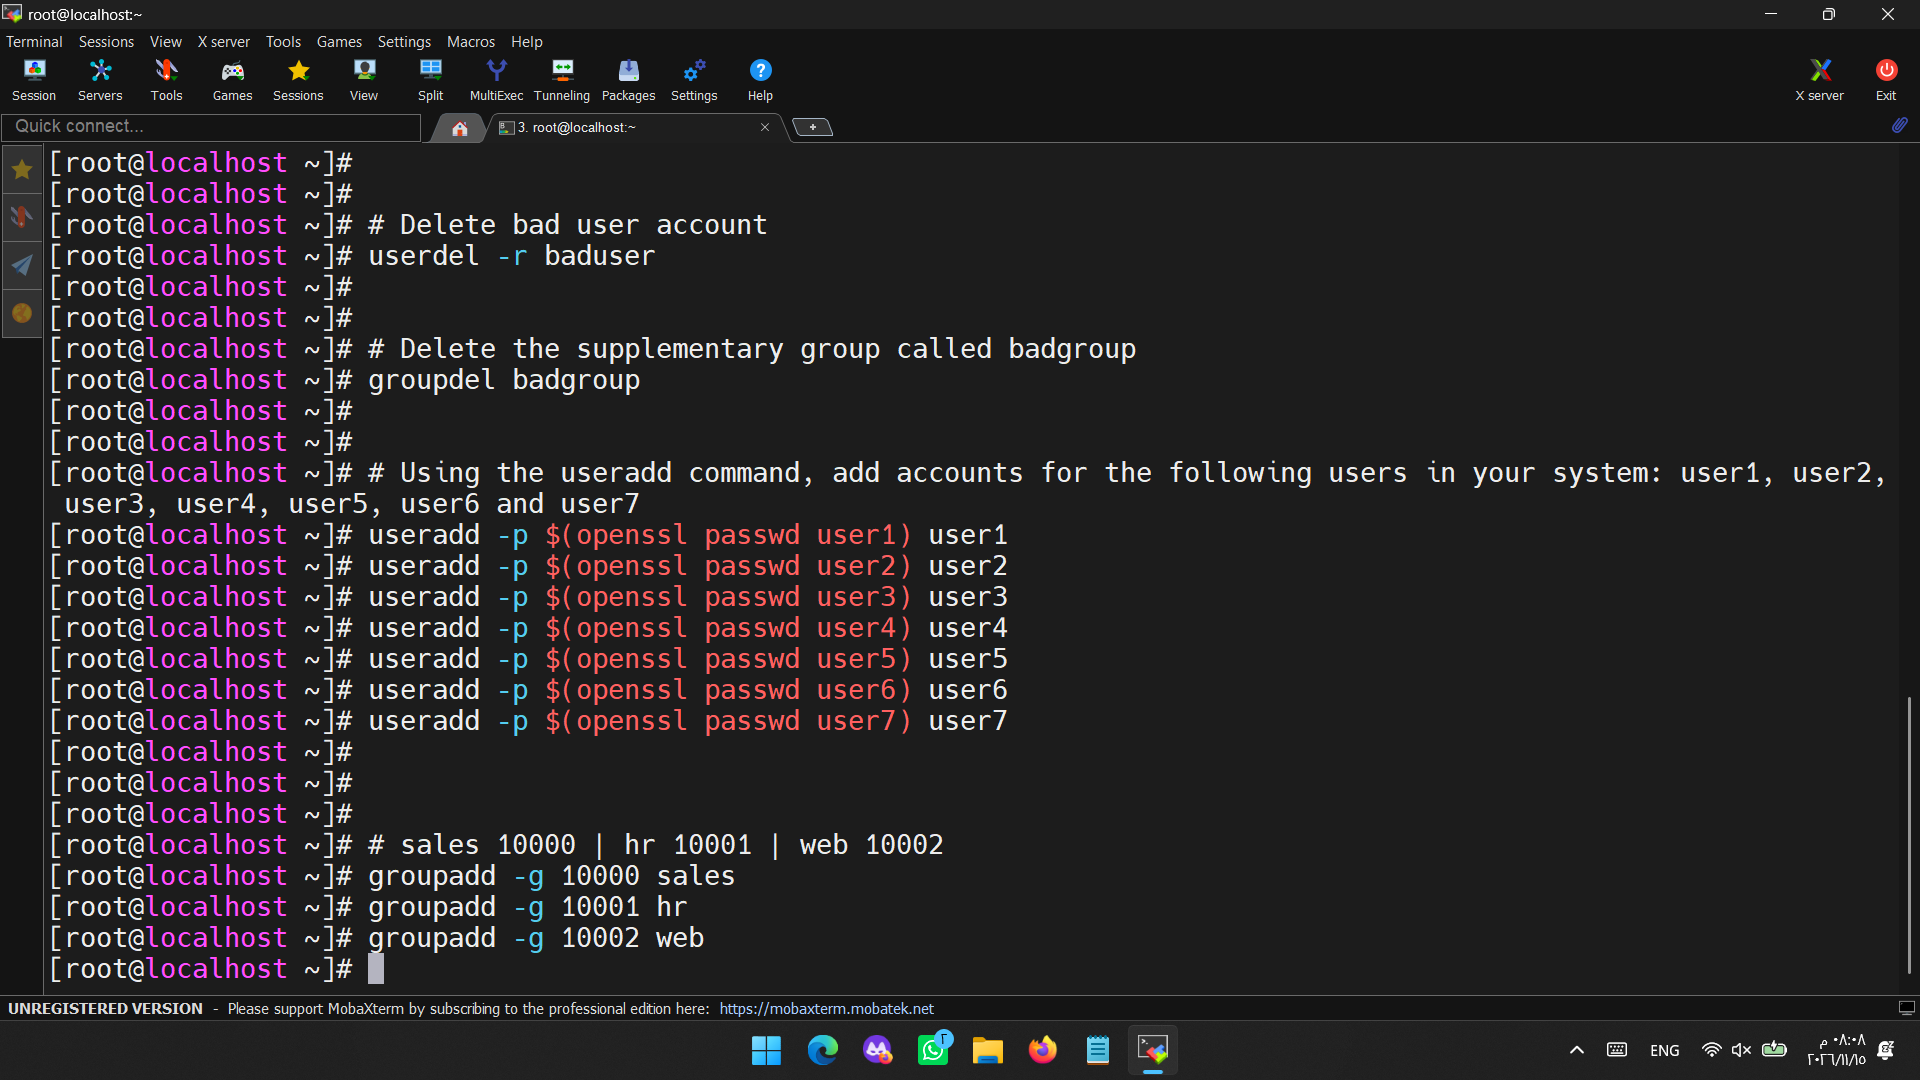 root@localhost:~
Terminal Sessions View X server Tools Games Settings Macros Help
Session Servers Tools Games Sessions View Split MultiExec Tunneling Packages Settings Help X server Exit
Quick connect... 3. root@localhost:~
[root@localhost ~]#
[root@localhost ~]#
[root@localhost ~]# # Delete bad user account
[root@localhost ~]# userdel -r baduser
[root@localhost ~]#
[root@localhost ~]#
[root@localhost ~]# # Delete the supplementary group called badgroup
[root@localhost ~]# groupdel badgroup
[root@localhost ~]#
[root@localhost ~]#
[root@localhost ~]# # Using the useradd command, add accounts for the following users in your system: user1, user2,
user3, user4, user5, user6 and user7
[root@localhost ~]# useradd -p $(openssl passwd user1) user1
[root@localhost ~]# useradd -p $(openssl passwd user2) user2
[root@localhost ~]# useradd -p $(openssl passwd user3) user3
[root@localhost ~]# useradd -p $(openssl passwd user4) user4
[root@localhost ~]# useradd -p $(openssl passwd user5) user5
[root@localhost ~]# useradd -p $(openssl passwd user6) user6
[root@localhost ~]# useradd -p $(openssl passwd user7) user7
[root@localhost ~]#
[root@localhost ~]#
[root@localhost ~]#
[root@localhost ~]# # sales 10000 | hr 10001 | web 10002
[root@localhost ~]# groupadd -g 10000 sales
[root@localhost ~]# groupadd -g 10001 hr
[root@localhost ~]# groupadd -g 10002 web
[root@localhost ~]#
UNREGISTERED VERSION - Please support MobaXterm by subscribing to the professional edition here: https://mobaxterm.mobatek.net
٢
ENG
٠٨:٠٨ م
٢٠٢٦/١١/١٥